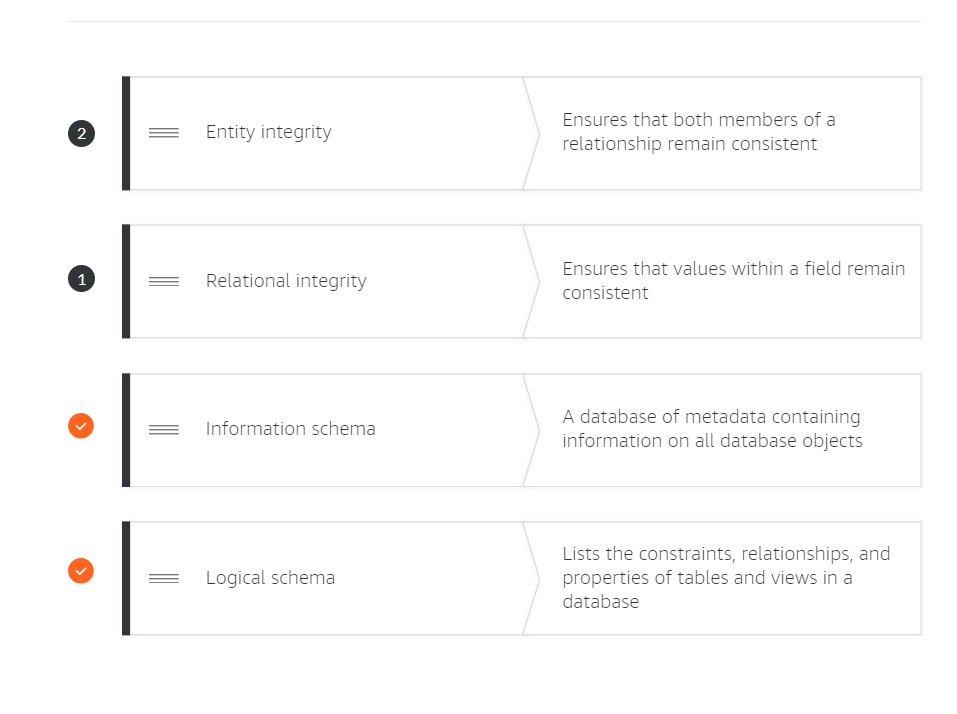 2
Entity integrity
Ensures that both members of a
relationship remain consistent
1
Relational integrity
Ensures that values within a field remain
consistent
Information schema
A database of metadata containing
information on all database objects
Logical schema
Lists the constraints, relationships, and
properties of tables and views in a
database